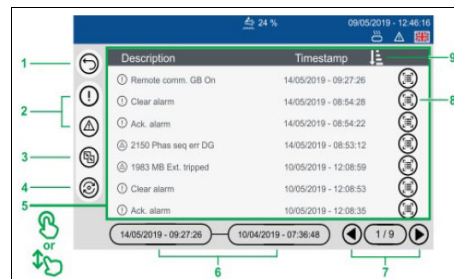 24 %
09/05/2019 - 12:46:16
Description Timestamp
Remote comm. GB On 14/05/2019 - 09:27:26
Clear alarm 14/05/2019 - 08:54:28
Ack. alarm 14/05/2019 - 08:54:22
2150 Phas seq err DG 14/05/2019 - 08:53:12
1983 MB Ext. tripped 10/05/2019 - 12:08:59
Clear alarm 10/05/2019 - 12:08:53
Ack. alarm 10/05/2019 - 12:08:35
14/05/2019 - 09:27:26 10/04/2019 - 07:36:48 1 / 9
1
2
3
4
5
or
6
7
8
9